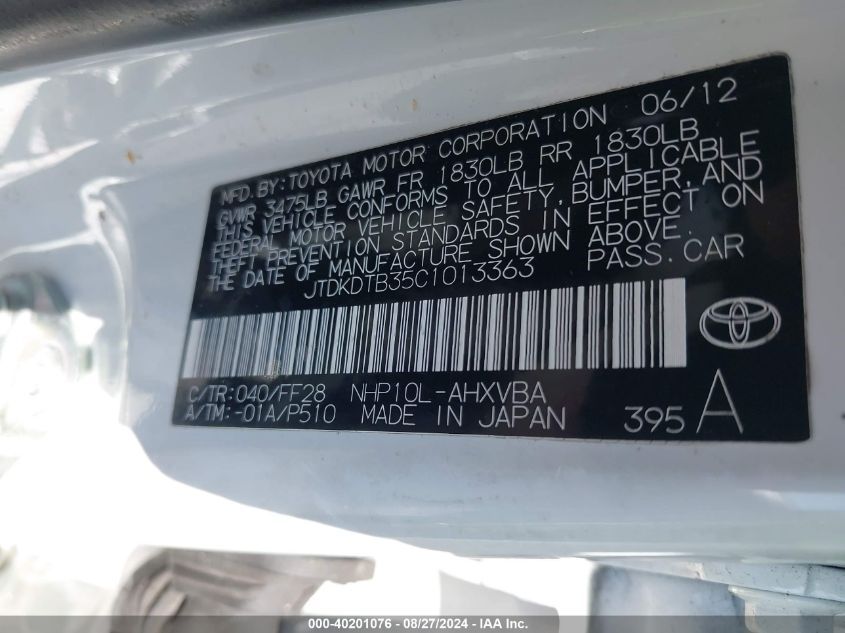 MFD. BY: TOYOTA MOTOR CORPORATION 06/12
GVWR 3475LB GAWR FR 1830LB RR 1830LB
THIS VEHICLE CONFORMS TO ALL APPLICABLE
FEDERAL MOTOR VEHICLE SAFETY, BUMPER, AND
THEFT PREVENTION STANDARDS IN EFFECT ON
THE DATE OF MANUFACTURE SHOWN ABOVE.
JTDKDTB35C1013363 PASS. CAR
C/TR: 040/FF28 NHP10L-AHXVBA
A/TM: -01A/P510 MADE IN JAPAN 395 A
000-40201076 - 08/27/2024 - IAA Inc.